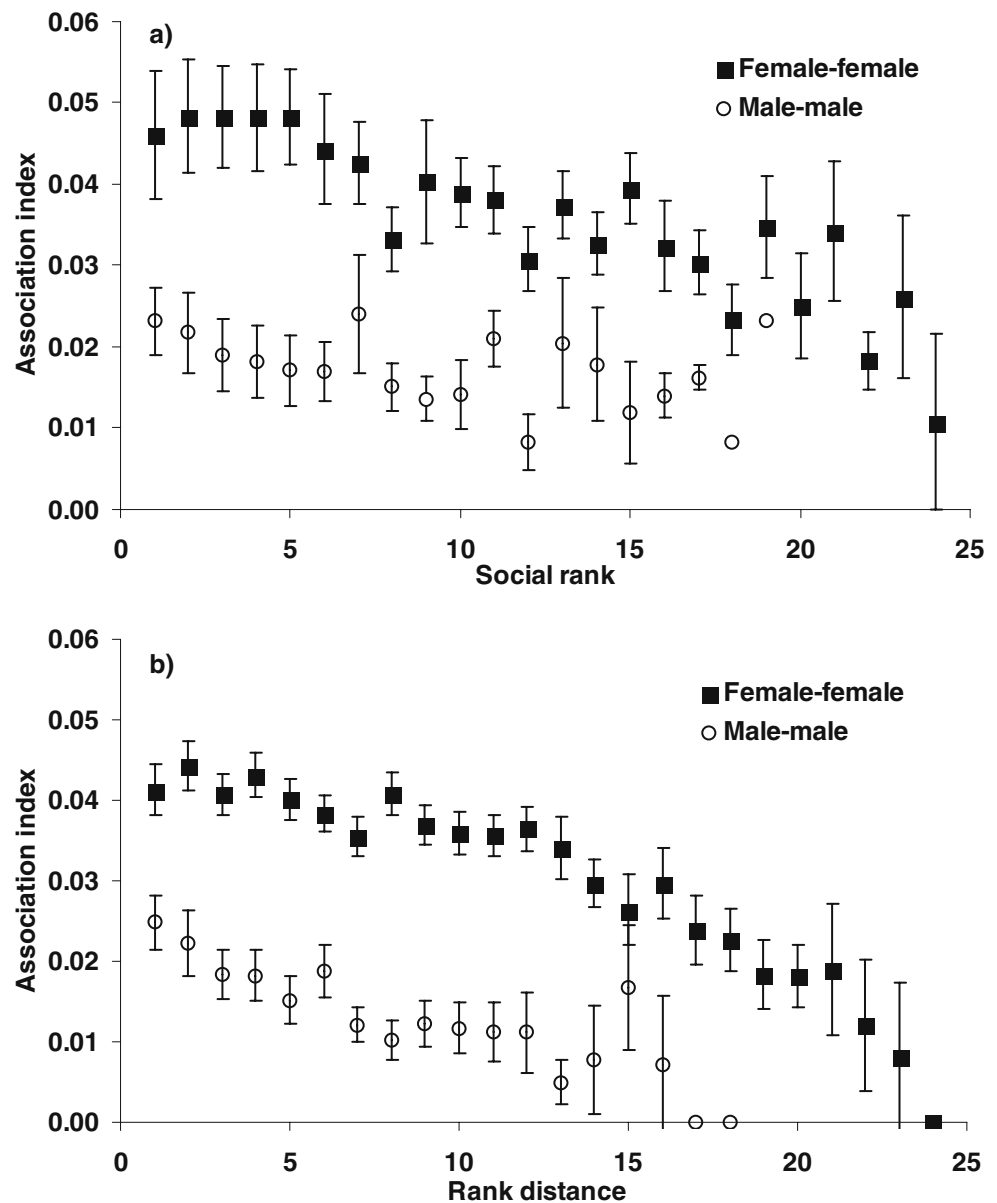 a)
Female-female
Male-male
Association index
0.06
0.05
0.04
0.03
0.02
0.01
0.00
0 5 10 15 20 25
Social rank
b)
Female-female
Male-male
Association index
0.06
0.05
0.04
0.03
0.02
0.01
0.00
0 5 10 15 20 25
Rank distance